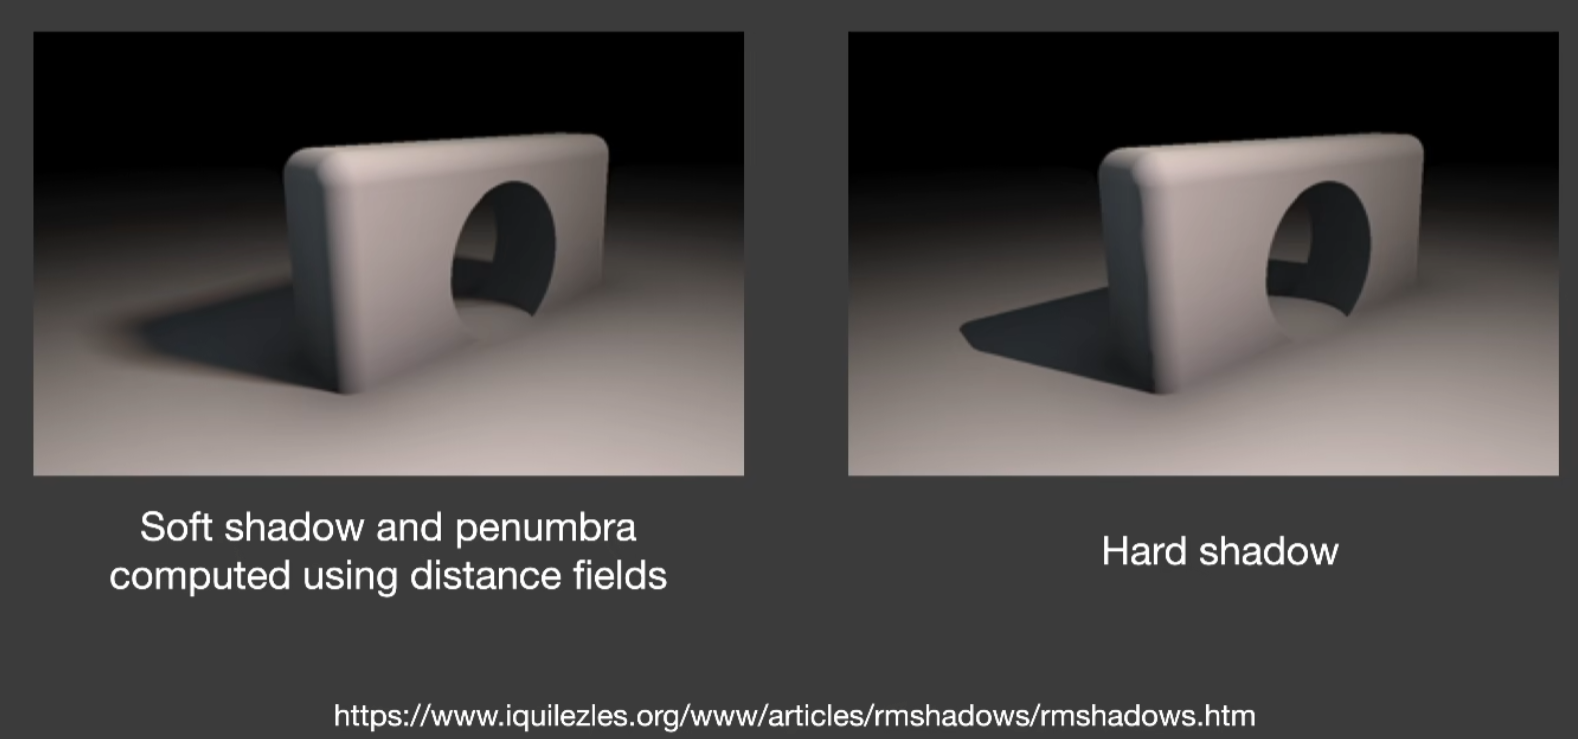 Soft shadow and penumbra
computed using distance fields
Hard shadow
https://www.iquilezles.org/www/articles/rmshadows/rmshadows.htm